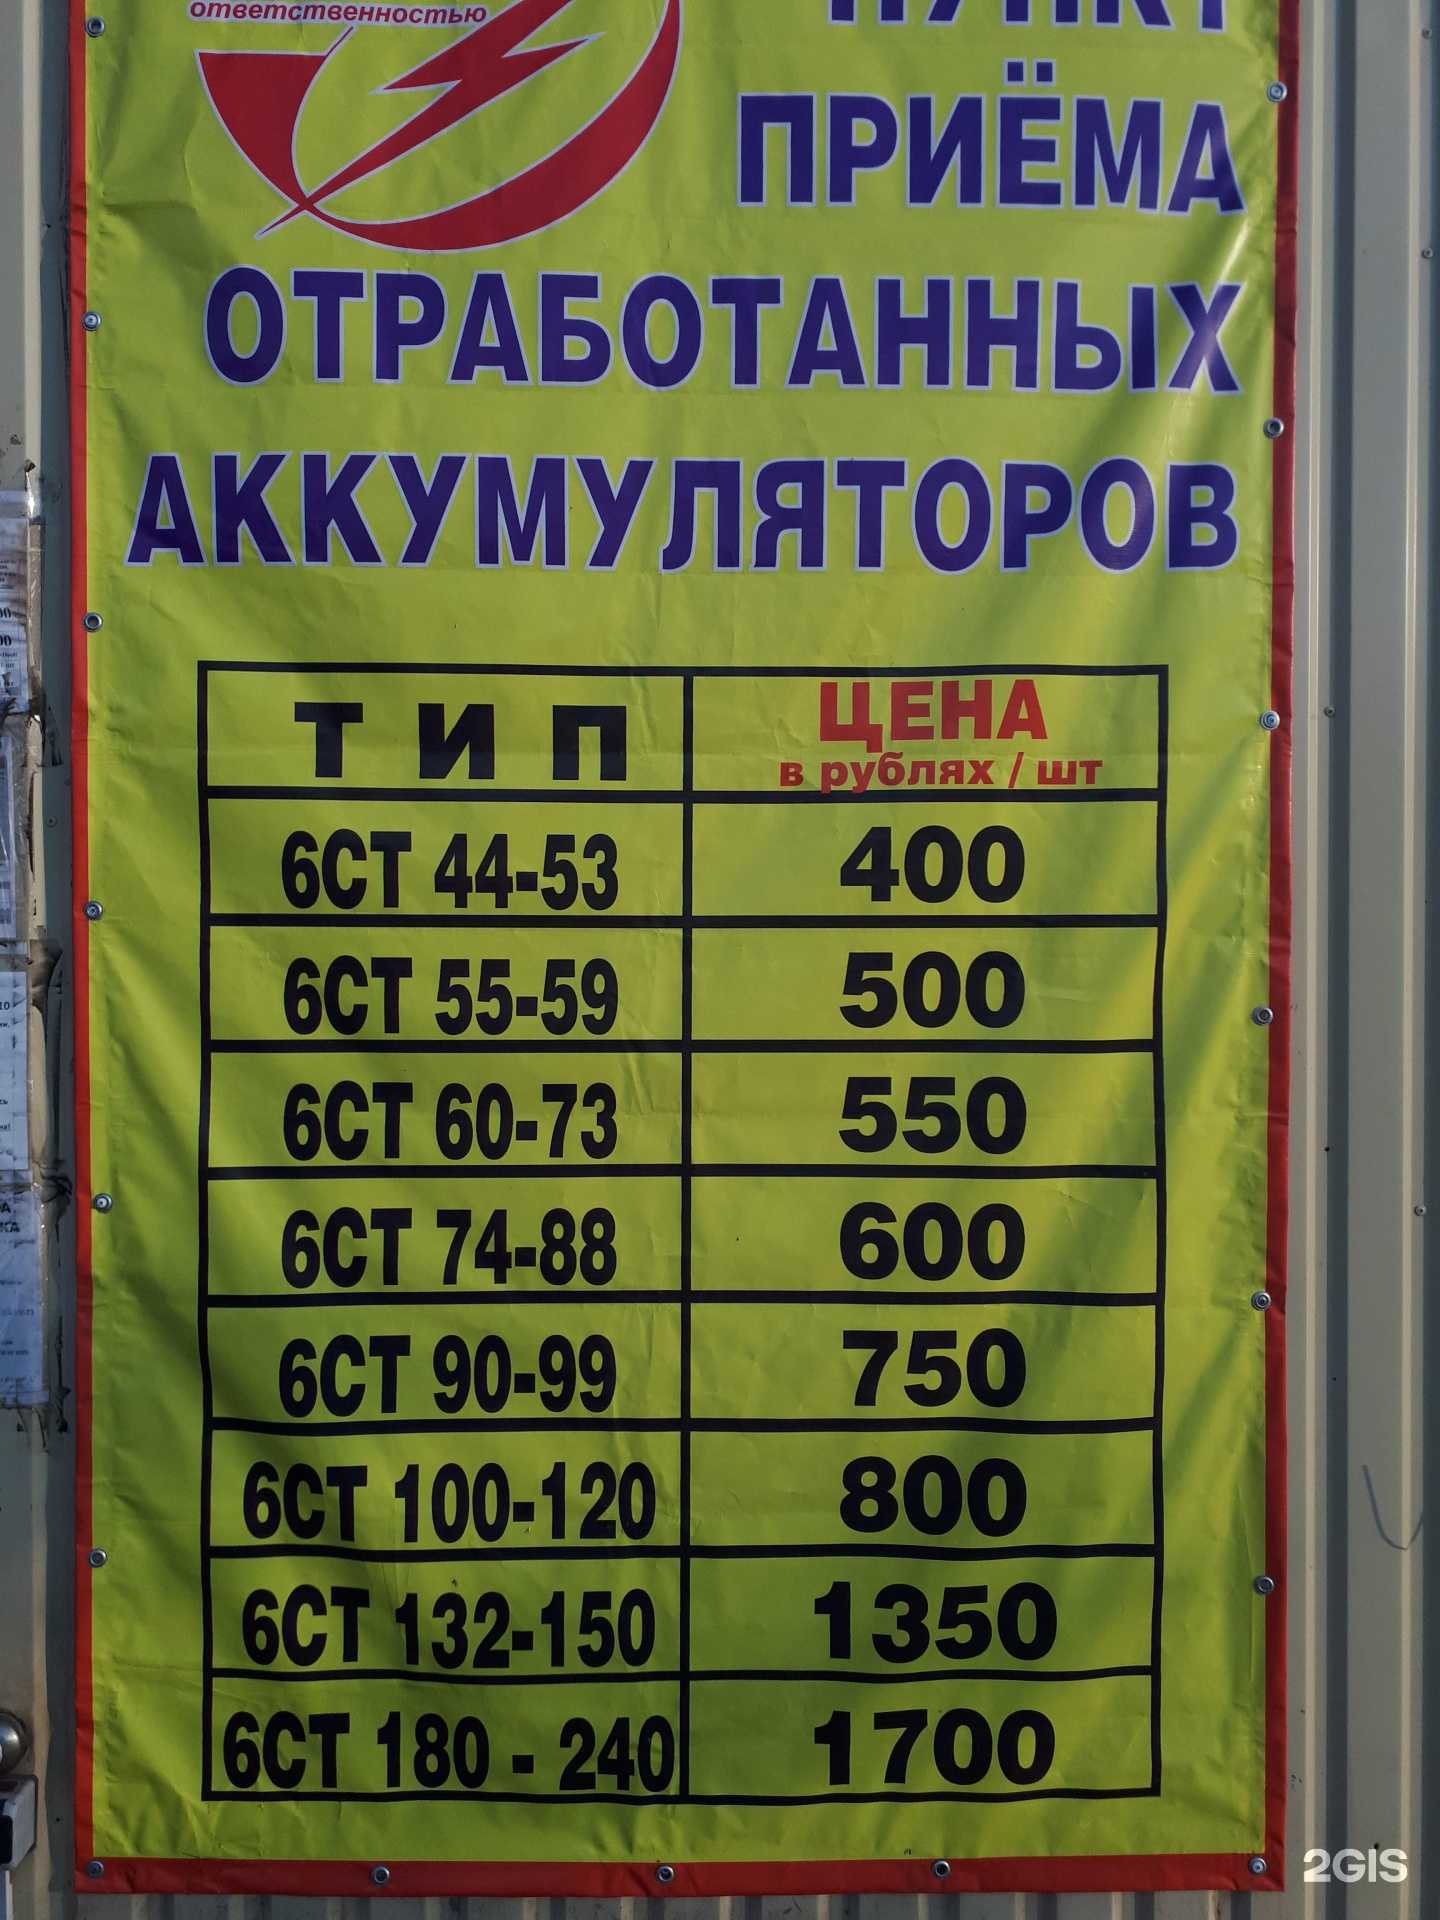 ответственностью
ПУНКТ
ПРИЁМА
ОТРАБОТАННЫХ
АККУМУЛЯТОРОВ
ТИП ЦЕНА
в рублях / шт
6СТ 44-53 400
6СТ 55-59 500
6СТ 60-73 550
6СТ 74-88 600
6СТ 90-99 750
6СТ 100-120 800
6СТ 132-150 1350
6СТ 180 - 240 1700
2GIS